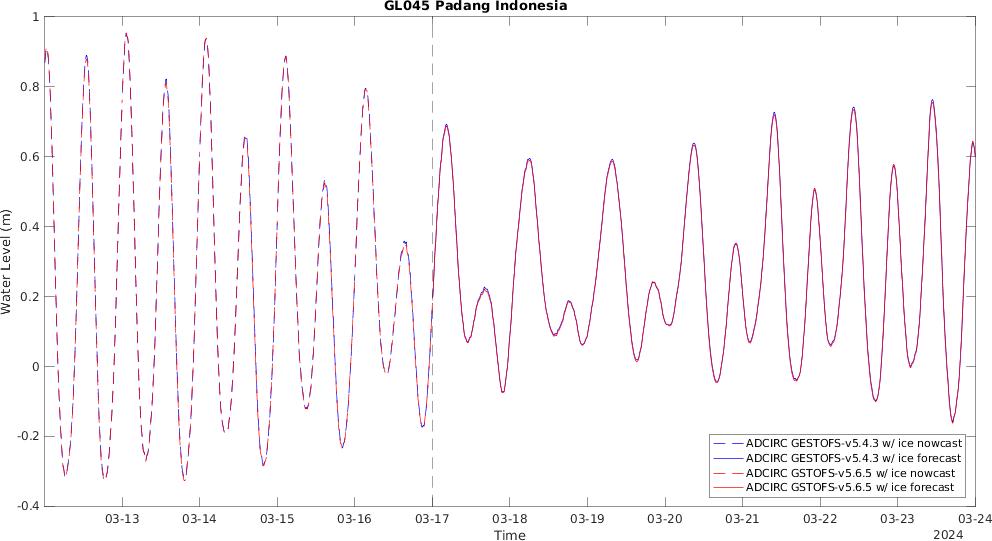 GL045 Padang Indonesia
Water Level (m)
1
0.8
0.6
0.4
0.2
0
-0.2
-0.4
ADCIRC GESTOFS-v5.4.3 w/ ice nowcast
ADCIRC GESTOFS-v5.4.3 w/ ice forecast
ADCIRC GSTOFS-v5.6.5 w/ ice nowcast
ADCIRC GSTOFS-v5.6.5 w/ ice forecast
03-13 03-14 03-15 03-16 03-17 03-18 03-19 03-20 03-21 03-22 03-23 03-24
Time
2024